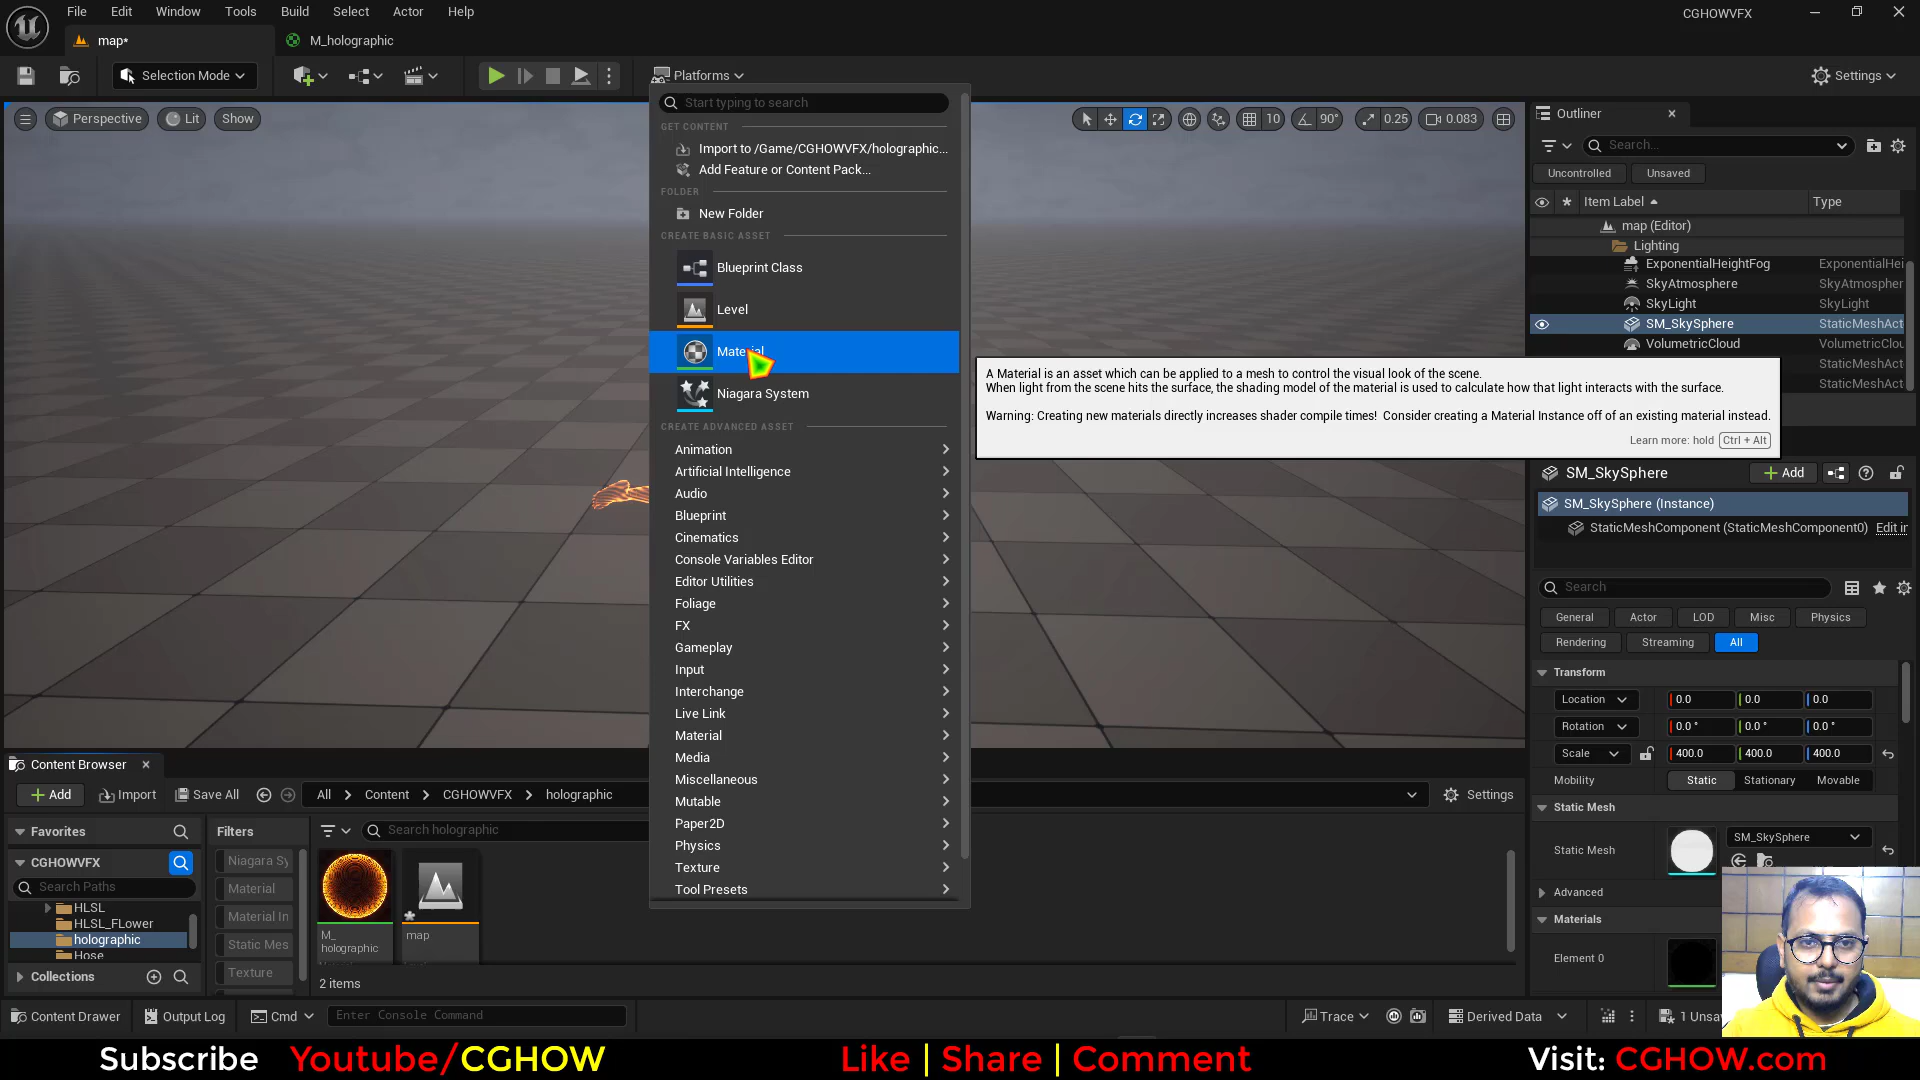 File Edit Window Tools Build Select Actor Help
CGHOWVFX
map*
M_holographic
Selection Mode
Platforms
Settings
Perspective
Lit
Show
10
90°
0.25
0.083
Start typing to search
GET CONTENT
Import to /Game/CGHOWVFX/holographic...
Add Feature or Content Pack...
FOLDER
New Folder
CREATE BASIC ASSET
Blueprint Class
Level
Material
Niagara System
CREATE ADVANCED ASSET
Animation
Artificial Intelligence
Audio
Blueprint
Cinematics
Console Variables Editor
Editor Utilities
Foliage
FX
Gameplay
Input
Interchange
Live Link
Material
Media
Miscellaneous
Mutable
Paper2D
Physics
Texture
Tool Presets
A Material is an asset which can be applied to a mesh to control the visual look of the scene.
When light from the scene hits the surface, the shading model of the material is used to calculate how that light interacts with the surface.
Warning: Creating new materials directly increases shader compile times! Consider creating a Material Instance off of an existing material instead.
Learn more: hold Ctrl + Alt
Outliner
Search...
Uncontrolled
Unsaved
Item Label
Type
map (Editor)
Lighting
ExponentialHeightFog ExponentialHei
SkyAtmosphere SkyAtmospher
SkyLight SkyLight
SM_SkySphere StaticMeshAct
VolumetricCloud VolumetricClou
StaticMeshAct
StaticMeshAct
SM_SkySphere
Add
SM_SkySphere (Instance)
StaticMeshComponent (StaticMeshComponent0) Edit in
Search
General Actor LOD Misc Physics
Rendering Streaming All
Transform
Location 0.0 0.0 0.0
Rotation 0.0 ° 0.0 ° 0.0 °
Scale 400.0 400.0 400.0
Mobility Static Stationary Movable
Static Mesh
Static Mesh
SM_SkySphere
Advanced
Materials
Element 0
Content Browser
Add
Import
Save All
All Content CGHOWVFX holographic
Settings
Favorites
CGHOWVFX
Search Paths
HLSL
HLSL_FLower
holographic
Hose
Collections
Filters
Niagara Sy
Material
Material In
Static Mes
Texture
Search holographic
M_
holographic
map
2 items
Content Drawer
Output Log
Cmd
Enter Console Command
Trace
Derived Data
1 Unsa
Subscribe Youtube/CGHOW
Like | Share | Comment
Visit: CGHOW.com